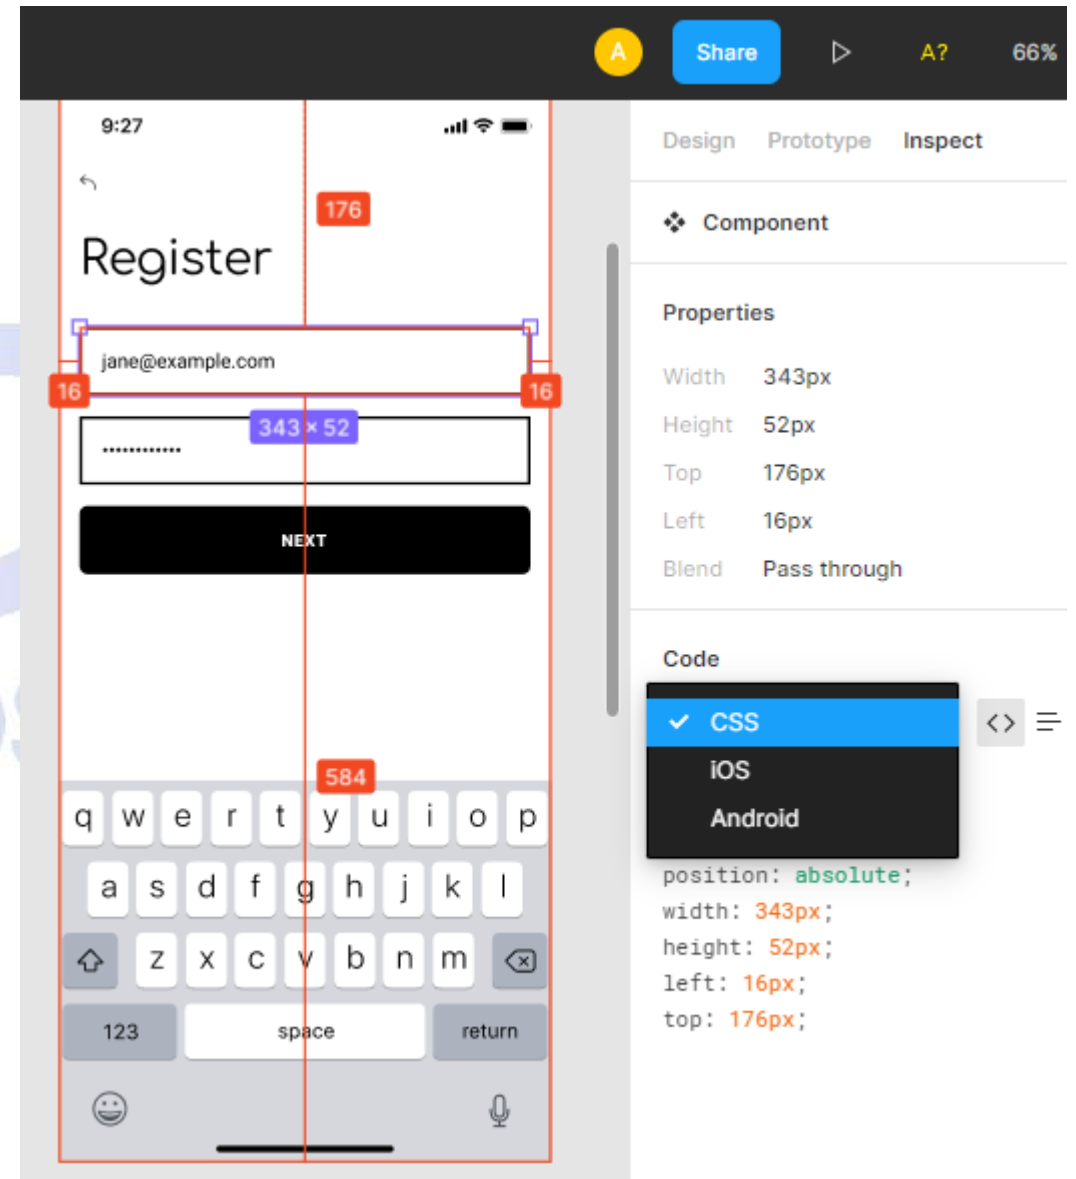 A Share A? 66%
9:27
Design Prototype Inspect
176
Component
Register
Properties
jane@example.com
Width 343px
16 16
Height 52px
343 × 52
Top 176px
••••••••••••
Left 16px
NEXT
Blend Pass through
Code
CSS
iOS
584
Android
q w e r t y u i o p
position: absolute;
a s d f g h j k l
width: 343px;
height: 52px;
z x c v b n m
left: 16px;
top: 176px;
123 space return